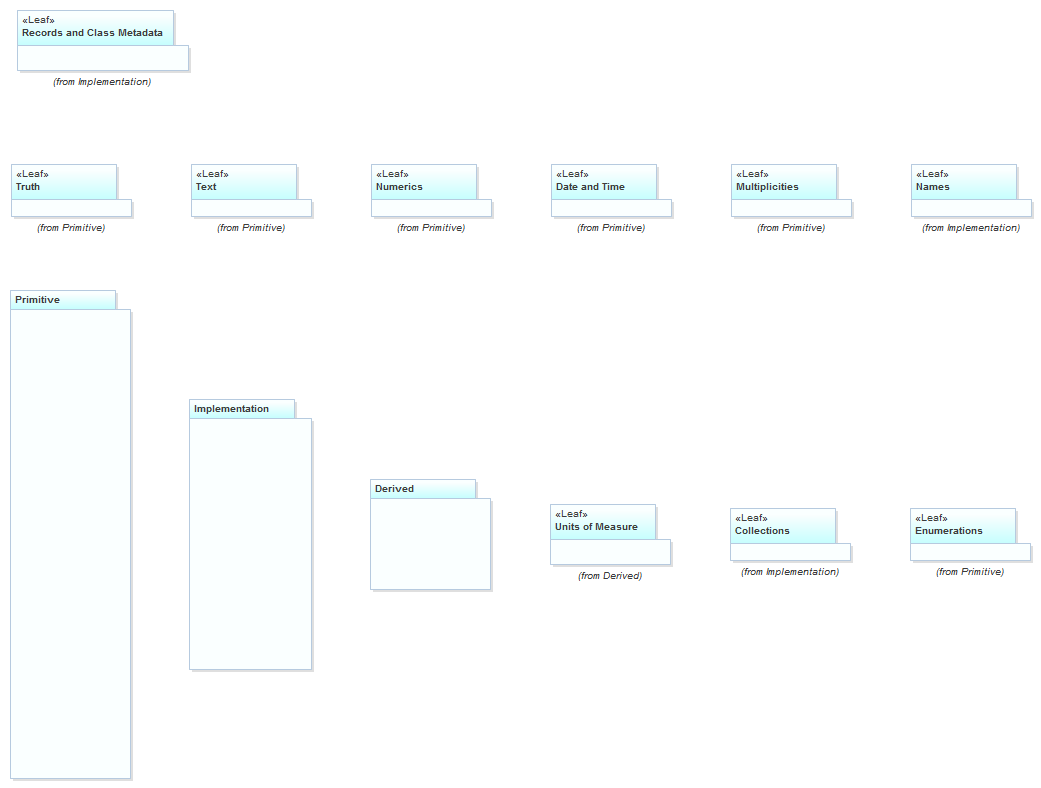 «Leaf»
Records and Class Metadata
(from Implementation)
«Leaf»
Truth
(from Primitive)
«Leaf»
Text
(from Primitive)
«Leaf»
Numerics
(from Primitive)
«Leaf»
Date and Time
(from Primitive)
«Leaf»
Multiplicities
(from Primitive)
«Leaf»
Names
(from Implementation)
Primitive
Implementation
Derived
«Leaf»
Units of Measure
(from Derived)
«Leaf»
Collections
(from Implementation)
«Leaf»
Enumerations
(from Primitive)